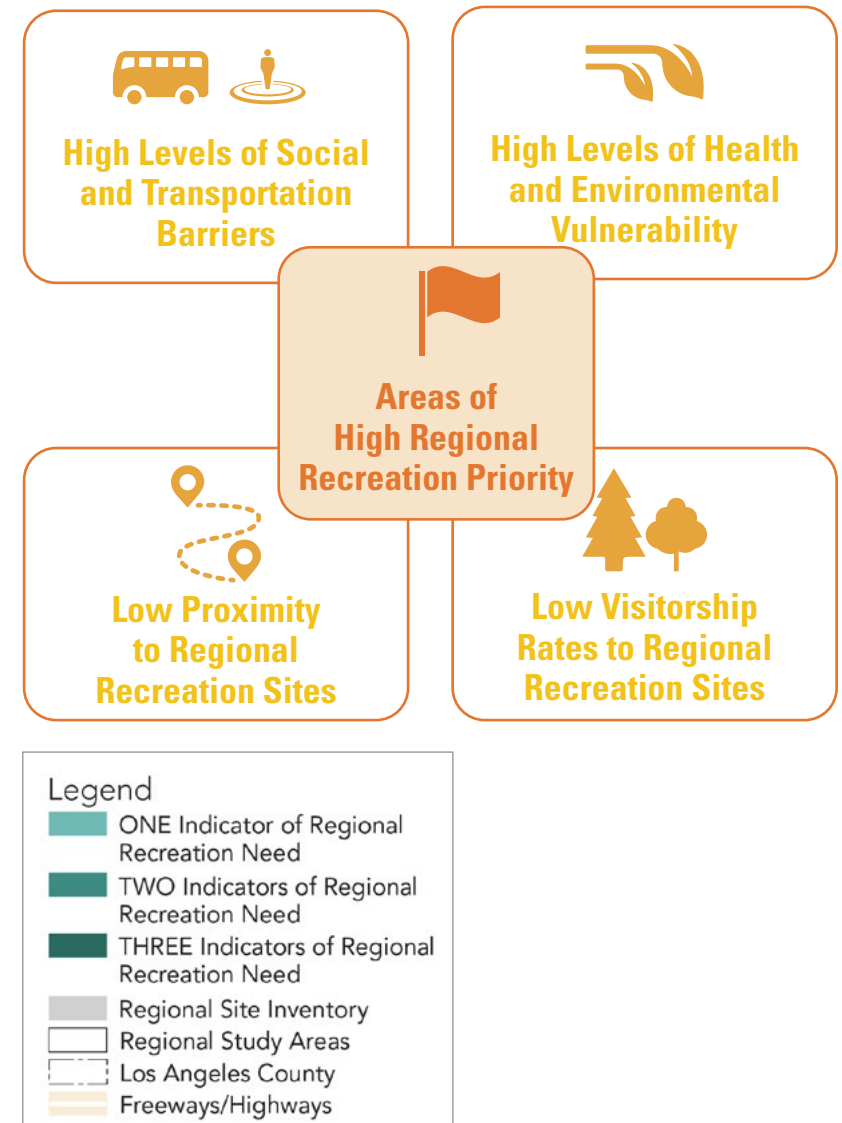 High Levels of Social
and Transportation
Barriers
High Levels of Health
and Environmental
Vulnerability
Areas of
High Regional
Recreation Priority
Low Proximity
to Regional
Recreation Sites
Low Visitorship
Rates to Regional
Recreation Sites
Legend
ONE Indicator of Regional
Recreation Need
TWO Indicators of Regional
Recreation Need
THREE Indicators of Regional
Recreation Need
Regional Site Inventory
Regional Study Areas
Los Angeles County
Freeways/Highways